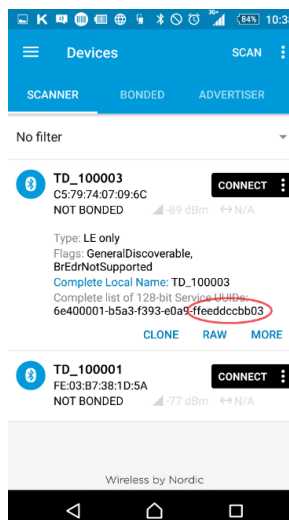 3G+ 84% 10:3
Devices SCAN
SCANNER BONDED ADVERTISER
No filter
TD_100003
C5:79:74:07:09:6C
CONNECT
NOT BONDED -89 dBm N/A
Type: LE only
Flags: GeneralDiscoverable,
BrEdrNotSupported
Complete Local Name: TD_100003
Complete list of 128-bit Service UUIDs:
6e400001-b5a3-f393-e0a9-ffeeddccbb03
CLONE RAW MORE
TD_100001
FE:03:B7:38:1D:5A
CONNECT
NOT BONDED -77 dBm N/A
Wireless by Nordic